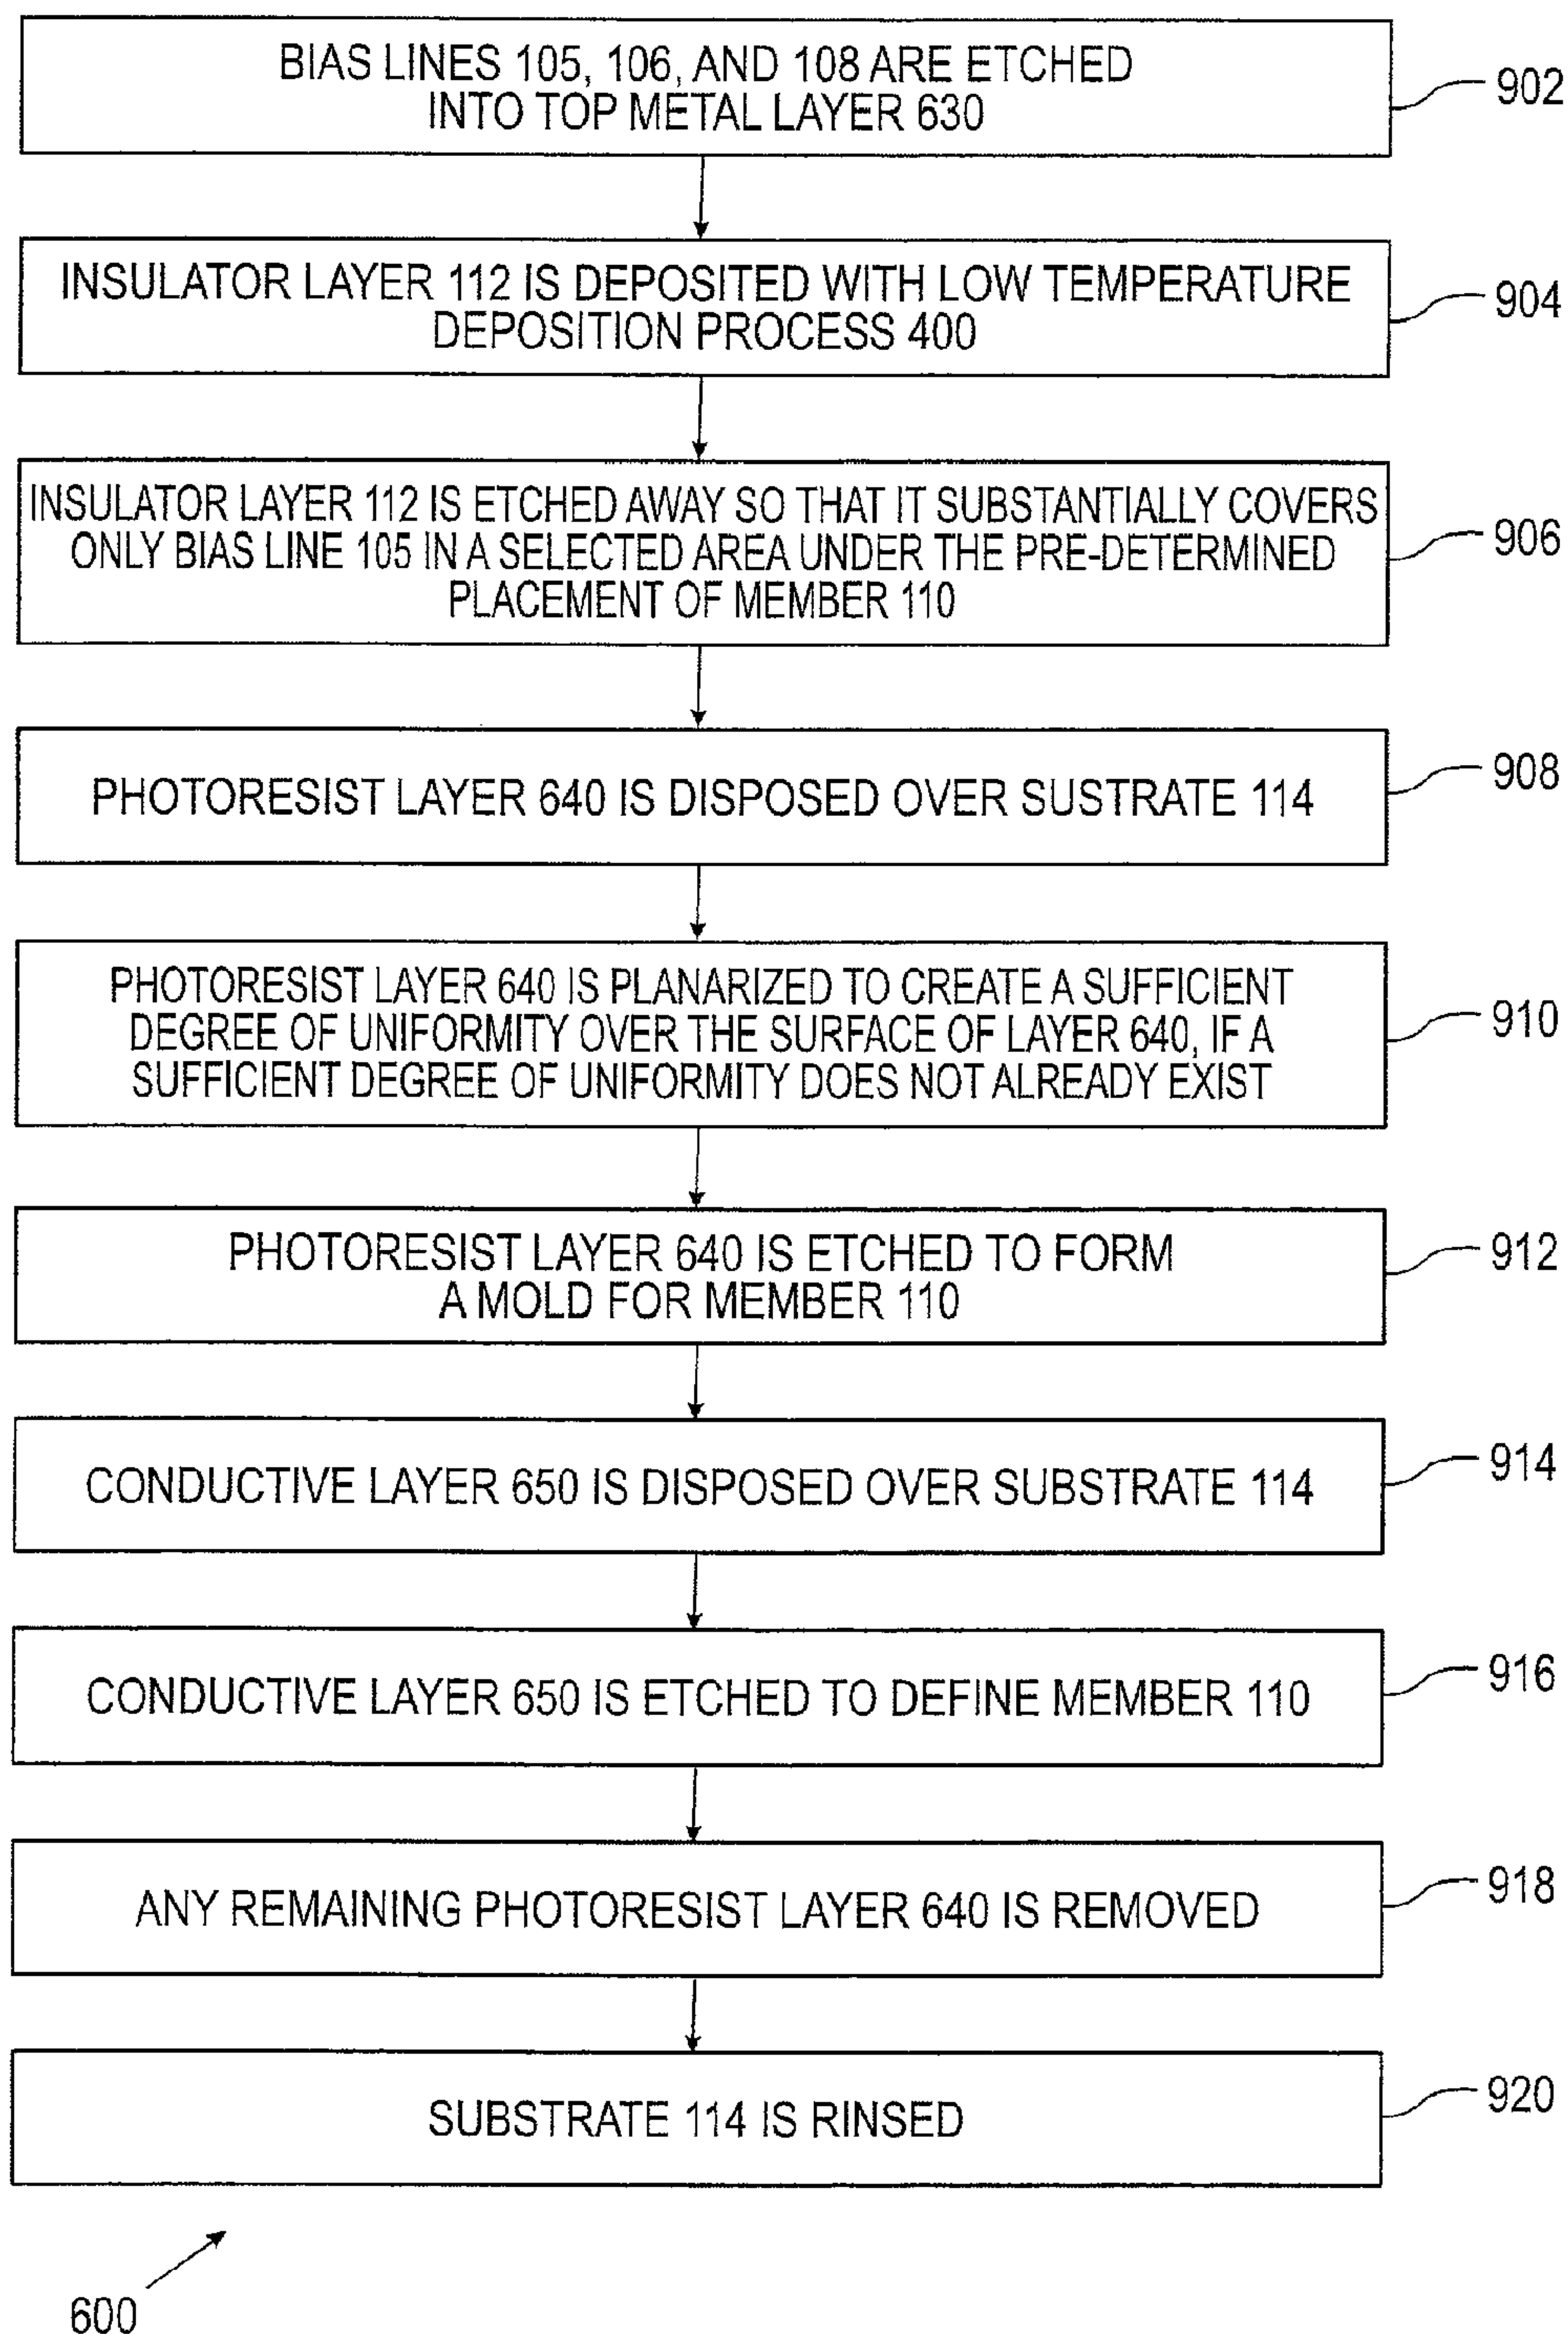 BIAS LINES 105, 106, AND 108 ARE ETCHED
INTO TOP METAL LAYER 630
902
INSULATOR LAYER 112 IS DEPOSITED WITH LOW TEMPERATURE
DEPOSITION PROCESS 400
904
INSULATOR LAYER 112 IS ETCHED AWAY SO THAT IT SUBSTANTIALLY COVERS
ONLY BIAS LINE 105 IN A SELECTED AREA UNDER THE PRE-DETERMINED
PLACEMENT OF MEMBER 110
906
PHOTORESIST LAYER 640 IS DISPOSED OVER SUSTRATE 114
908
PHOTORESIST LAYER 640 IS PLANARIZED TO CREATE A SUFFICIENT
DEGREE OF UNIFORMITY OVER THE SURFACE OF LAYER 640, IF A
SUFFICIENT DEGREE OF UNIFORMITY DOES NOT ALREADY EXIST
910
PHOTORESIST LAYER 640 IS ETCHED TO FORM
A MOLD FOR MEMBER 110
912
CONDUCTIVE LAYER 650 IS DISPOSED OVER SUBSTRATE 114
914
CONDUCTIVE LAYER 650 IS ETCHED TO DEFINE MEMBER 110
916
ANY REMAINING PHOTORESIST LAYER 640 IS REMOVED
918
SUBSTRATE 114 IS RINSED
920
600